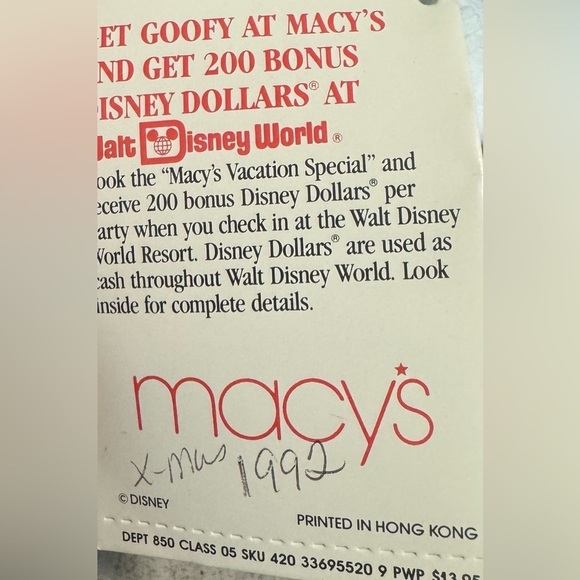 ET GOOFY AT MACY'S
ND GET 200 BONUS
ISNEY DOLLARS® AT
Walt Disney World ®
ook the "Macy's Vacation Special" and
eceive 200 bonus Disney Dollars® per
arty when you check in at the Walt Disney
World Resort. Disney Dollars® are used as
cash throughout Walt Disney World. Look
inside for complete details.
macy's
X-mas 1992
© DISNEY
PRINTED IN HONG KONG
DEPT 850 CLASS 05 SKU 420 33695520 9 PWP $13.95